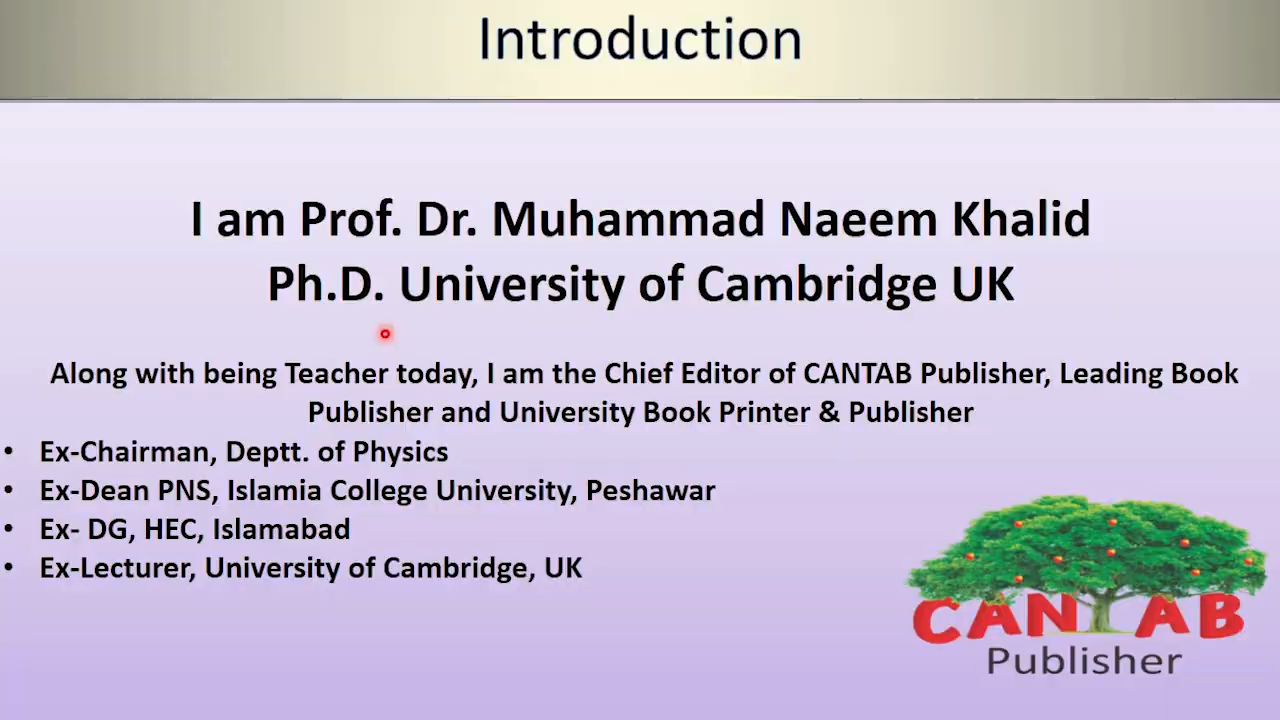 Introduction
I am Prof. Dr. Muhammad Naeem Khalid
Ph.D. University of Cambridge UK
Along with being Teacher today, I am the Chief Editor of CANTAB Publisher, Leading Book
Publisher and University Book Printer & Publisher
• Ex-Chairman, Deptt. of Physics
• Ex-Dean PNS, Islamia College University, Peshawar
• Ex- DG, HEC, Islamabad
• Ex-Lecturer, University of Cambridge, UK
CANTAB
Publisher